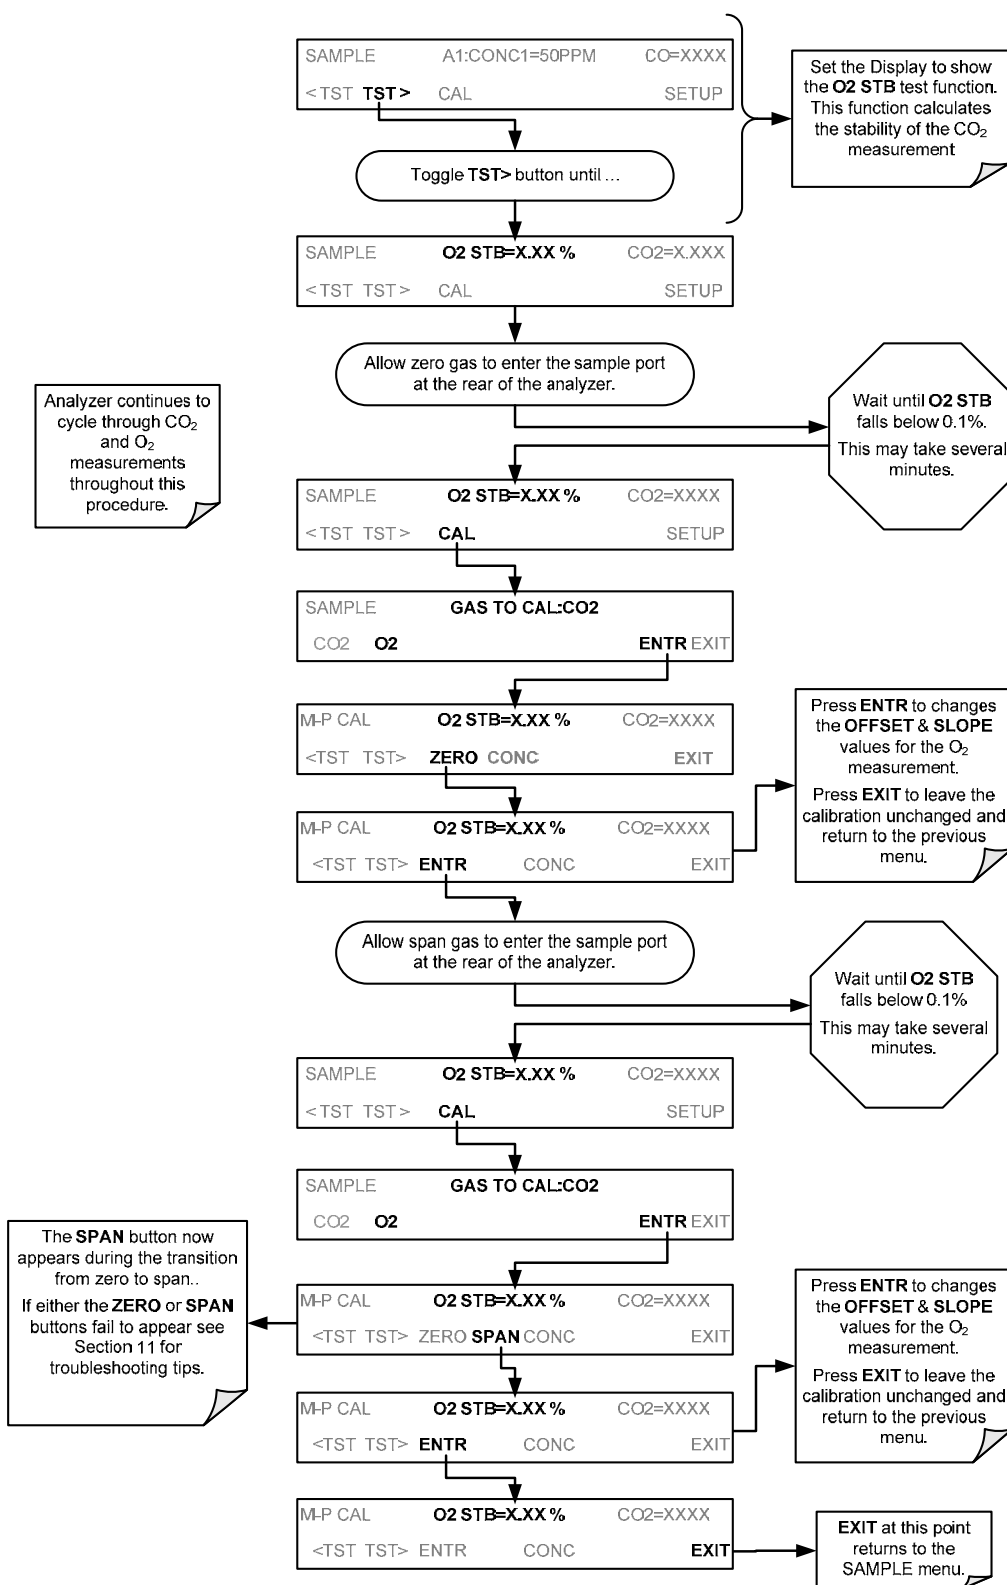 SAMPLE A1:CONC1=50PPM CO=XXXX
<TST TST> CAL SETUP
Set the Display to show
the O2 STB test function.
This function calculates
the stability of the CO2
measurement
Toggle TST> button until ...
SAMPLE O2 STB=X.XX % CO2=X.XXX
<TST TST> CAL SETUP
Allow zero gas to enter the sample port
at the rear of the analyzer.
Wait until O2 STB
falls below 0.1%.
This may take several
minutes.
Analyzer continues to
cycle through CO2
and O2
measurements
throughout this
procedure.
SAMPLE O2 STB=X.XX % CO2=XXXX
<TST TST> CAL SETUP
SAMPLE GAS TO CAL:CO2
CO2 O2 ENTR EXIT
M-P CAL O2 STB=X.XX % CO2=XXXX
<TST TST> ZERO CONC EXIT
Press ENTR to changes
the OFFSET & SLOPE
values for the O2
measurement.
Press EXIT to leave the
calibration unchanged and
return to the previous
menu.
M-P CAL O2 STB=X.XX % CO2=XXXX
<TST TST> ENTR CONC EXIT
Allow span gas to enter the sample port
at the rear of the analyzer.
Wait until O2 STB
falls below 0.1%
This may take several
minutes.
SAMPLE O2 STB=X.XX % CO2=XXXX
<TST TST> CAL SETUP
SAMPLE GAS TO CAL:CO2
CO2 O2 ENTR EXIT
The SPAN button now
appears during the transition
from zero to span..
If either the ZERO or SPAN
buttons fail to appear see
Section 11 for
troubleshooting tips.
M-P CAL O2 STB=X.XX % CO2=XXXX
<TST TST> ZERO SPAN CONC EXIT
Press ENTR to changes
the OFFSET & SLOPE
values for the O2
measurement.
Press EXIT to leave the
calibration unchanged and
return to the previous
menu.
M-P CAL O2 STB=X.XX % CO2=XXXX
<TST TST> ENTR CONC EXIT
M-P CAL O2 STB=X.XX % CO2=XXXX
<TST TST> ENTR CONC EXIT
EXIT at this point
returns to the
SAMPLE menu.